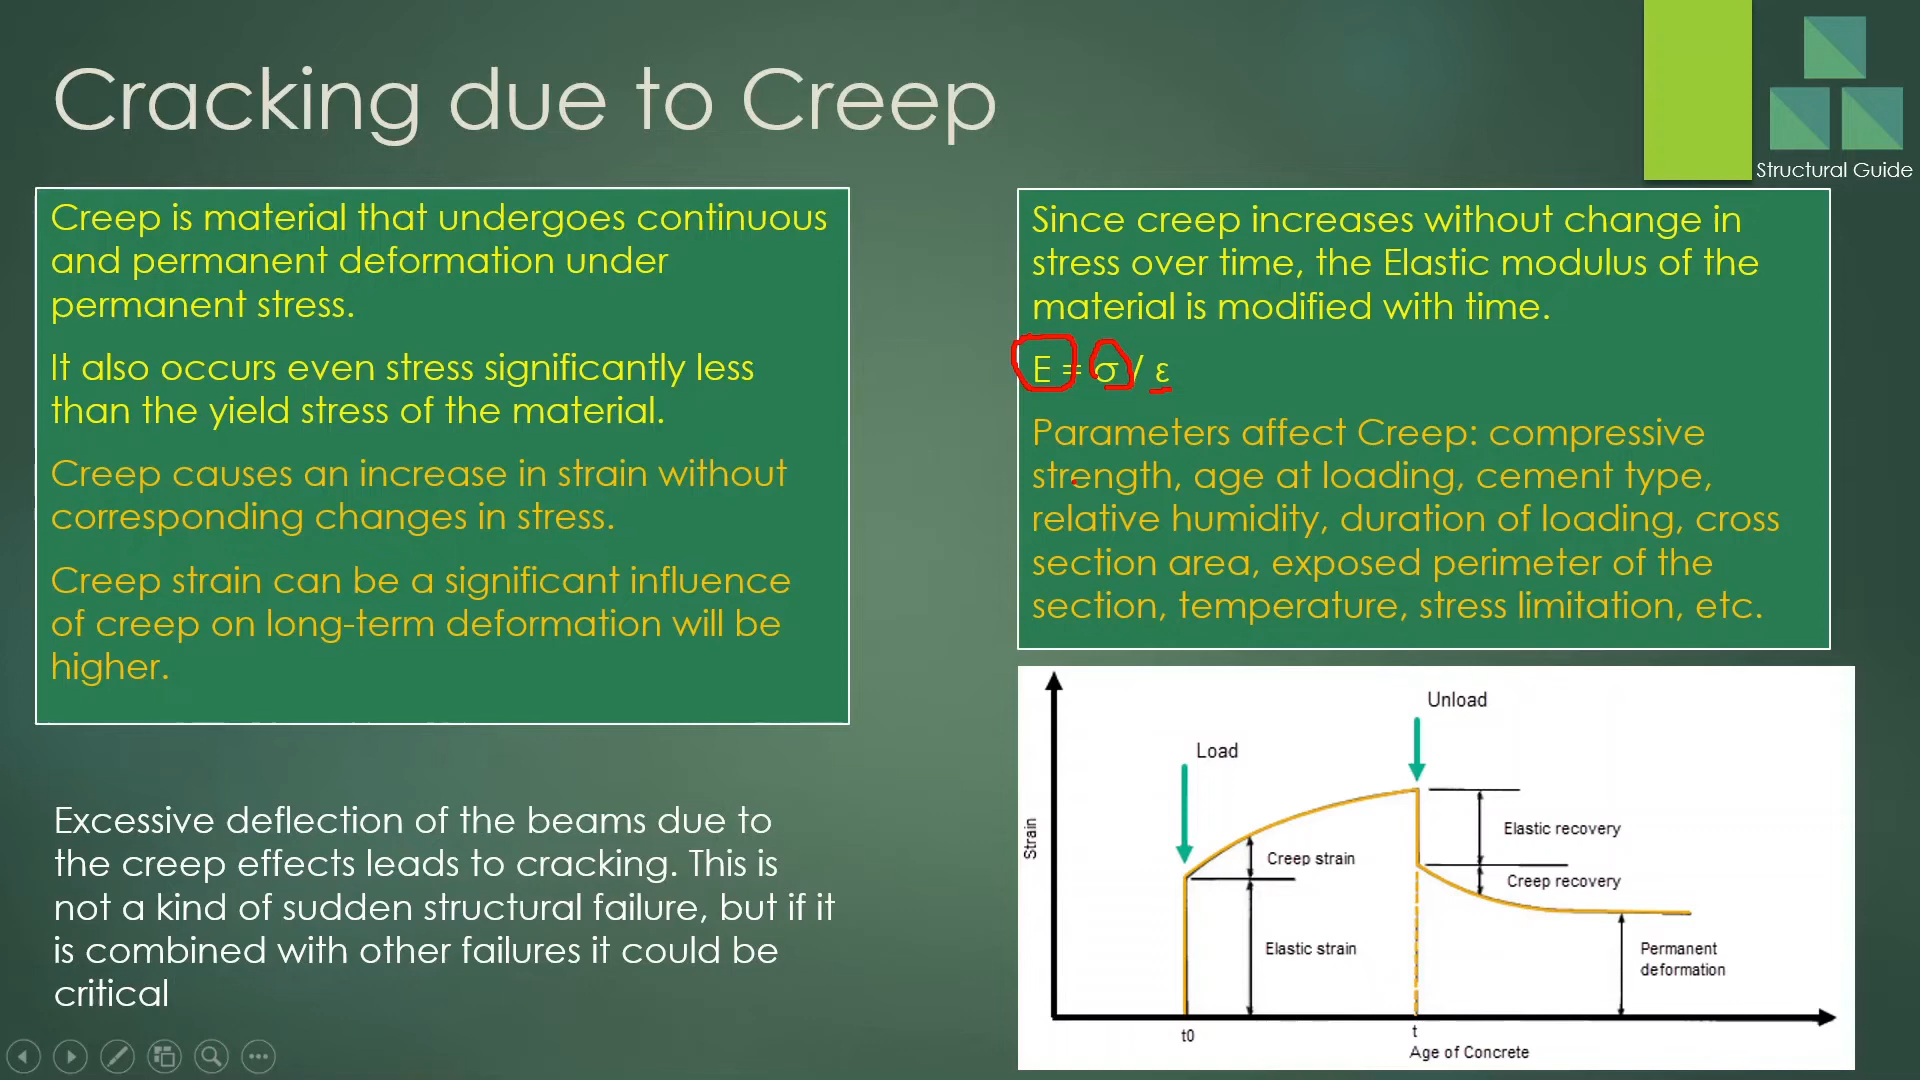 Cracking due to Creep
Structural Guide
Creep is material that undergoes continuous
and permanent deformation under
permanent stress.
It also occurs even stress significantly less
than the yield stress of the material.
Creep causes an increase in strain without
corresponding changes in stress.
Creep strain can be a significant influence
of creep on long-term deformation will be
higher.
Excessive deflection of the beams due to
the creep effects leads to cracking. This is
not a kind of sudden structural failure, but if it
is combined with other failures it could be
critical
Since creep increases without change in
stress over time, the Elastic modulus of the
material is modified with time.
E = σ / ε
Parameters affect Creep: compressive
strength, age at loading, cement type,
relative humidity, duration of loading, cross
section area, exposed perimeter of the
section, temperature, stress limitation, etc.
Unload
Load
Strain
Elastic recovery
Creep strain
Creep recovery
Elastic strain
Permanent
deformation
t0
t
Age of Concrete